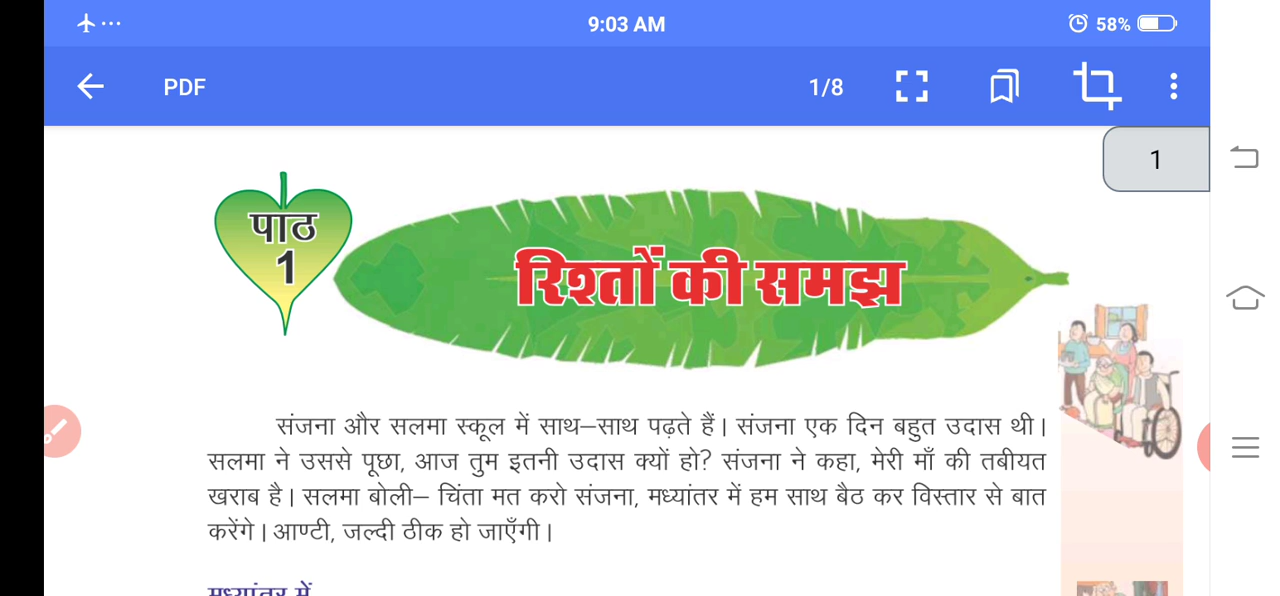 9:03 AM
58%
PDF
1/8
1
पाठ
1
रिश्तों की समझ
संजना और सलमा स्कूल में साथ–साथ पढ़ते हैं। संजना एक दिन बहुत उदास थी।
सलमा ने उससे पूछा, आज तुम इतनी उदास क्यों हो? संजना ने कहा, मेरी माँ की तबीयत
खराब है। सलमा बोली– चिंता मत करो संजना, मध्यांतर में हम साथ बैठ कर विस्तार से बात
करेंगे। आण्टी, जल्दी ठीक हो जाएँगी।
मध्यांतर में